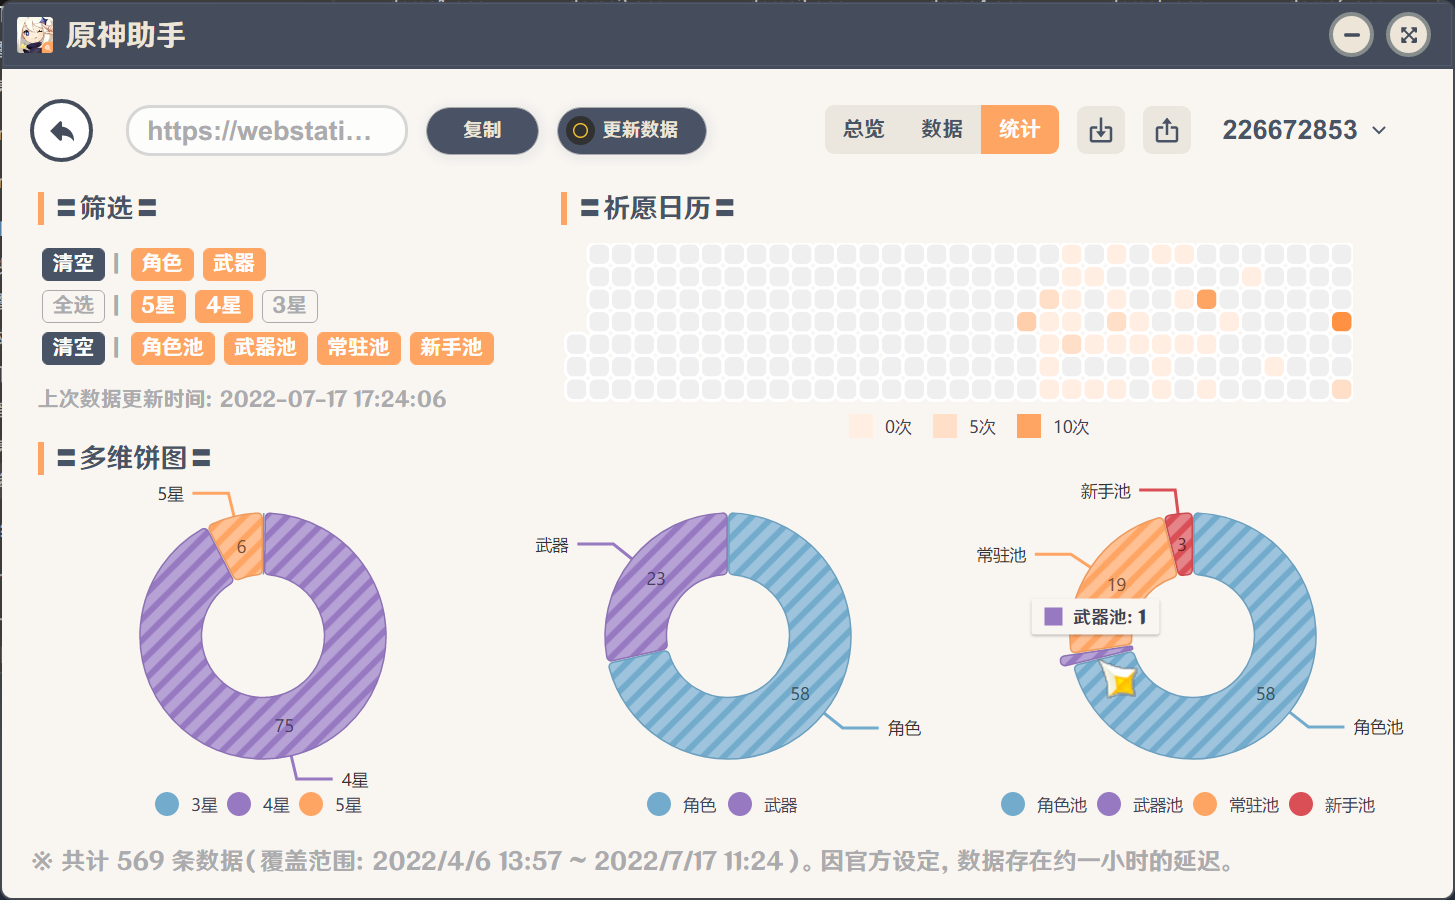 原神助手
https://webstati...
复制
更新数据
总览 数据 统计
226672853
〓筛选〓
清空 | 角色 武器
全选 | 5星 4星 3星
清空 | 角色池 武器池 常驻池 新手池
上次数据更新时间: 2022-07-17 17:24:06
〓祈愿日历〓
0次 5次 10次
〓多维饼图〓
5星
6
75
4星
3星 4星 5星
武器
23
58
角色
角色 武器
新手池
3
常驻池
19
武器池: 1
58
角色池
角色池 武器池 常驻池 新手池
※ 共计 569 条数据( 覆盖范围: 2022/4/6 13:57 ~ 2022/7/17 11:24 )。因官方设定, 数据存在约一小时的延迟。